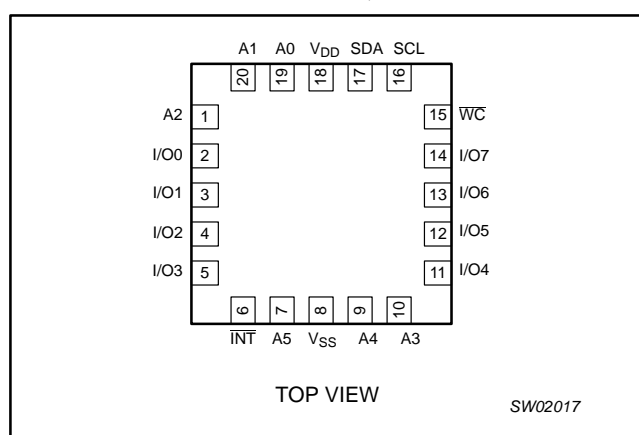 A1 A0 VDD SDA SCL
20 19 18 17 16
A2 1 15 W̅C̅
I/O0 2 14 I/O7
I/O1 3 13 I/O6
I/O2 4 12 I/O5
I/O3 5 11 I/O4
6 7 8 9 10
I̅N̅T̅ A5 VSS A4 A3
TOP VIEW
SW02017